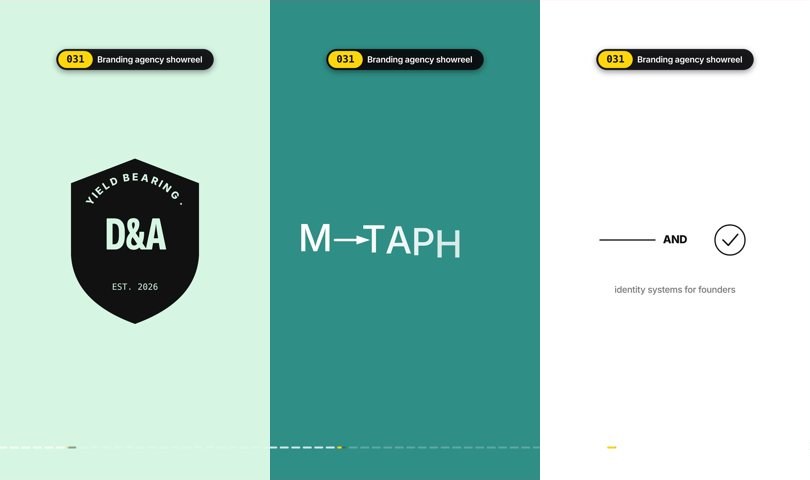 031 Branding agency showreel
YIELD BEARING.
D&A
EST. 2026
031 Branding agency showreel
M→TAPH
031 Branding agency showreel
AND
identity systems for founders